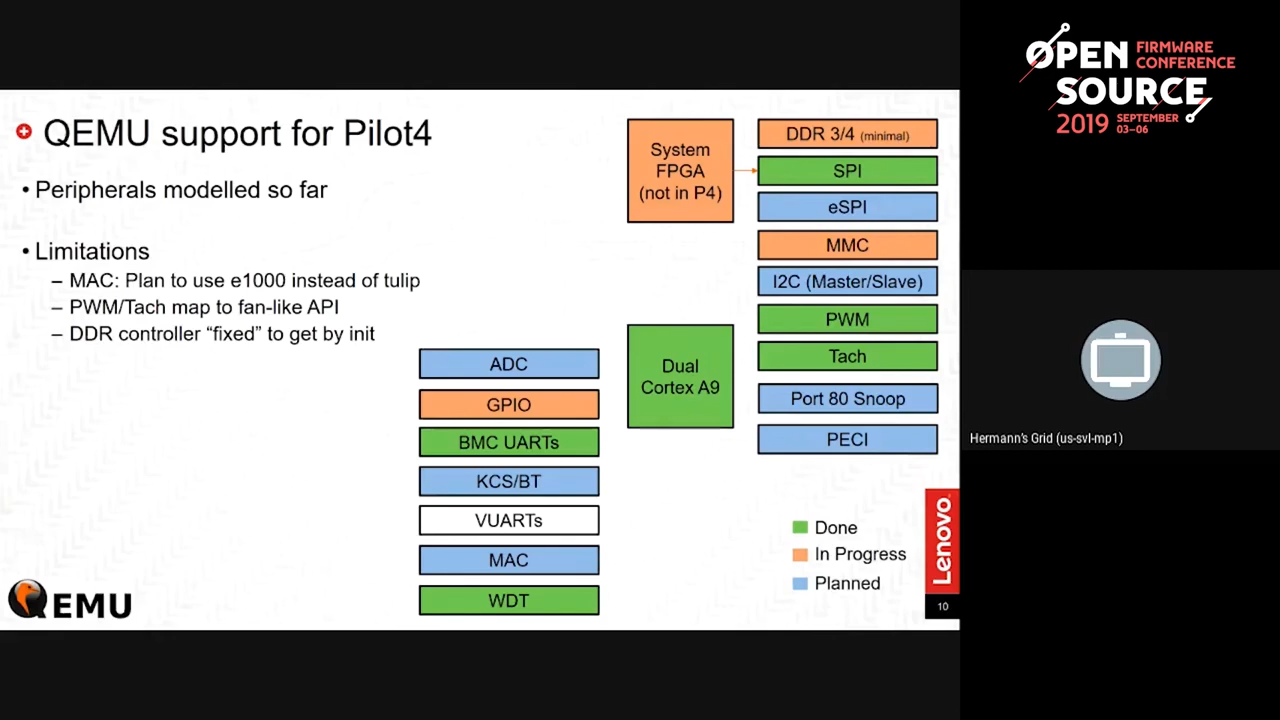 QEMU support for Pilot4
• Peripherals modelled so far
• Limitations
– MAC: Plan to use e1000 instead of tulip
– PWM/Tach map to fan-like API
– DDR controller “fixed” to get by init
ADC
GPIO
BMC UARTs
KCS/BT
VUARTs
MAC
WDT
System
FPGA
(not in P4)
Dual
Cortex A9
DDR 3/4 (minimal)
SPI
eSPI
MMC
I2C (Master/Slave)
PWM
Tach
Port 80 Snoop
PECI
Done
In Progress
Planned
Lenovo
10
QEMU
OPEN FIRMWARE
CONFERENCE
SOURCE
2019 SEPTEMBER
03–06
Hermann's Grid (us-svl-mp1)